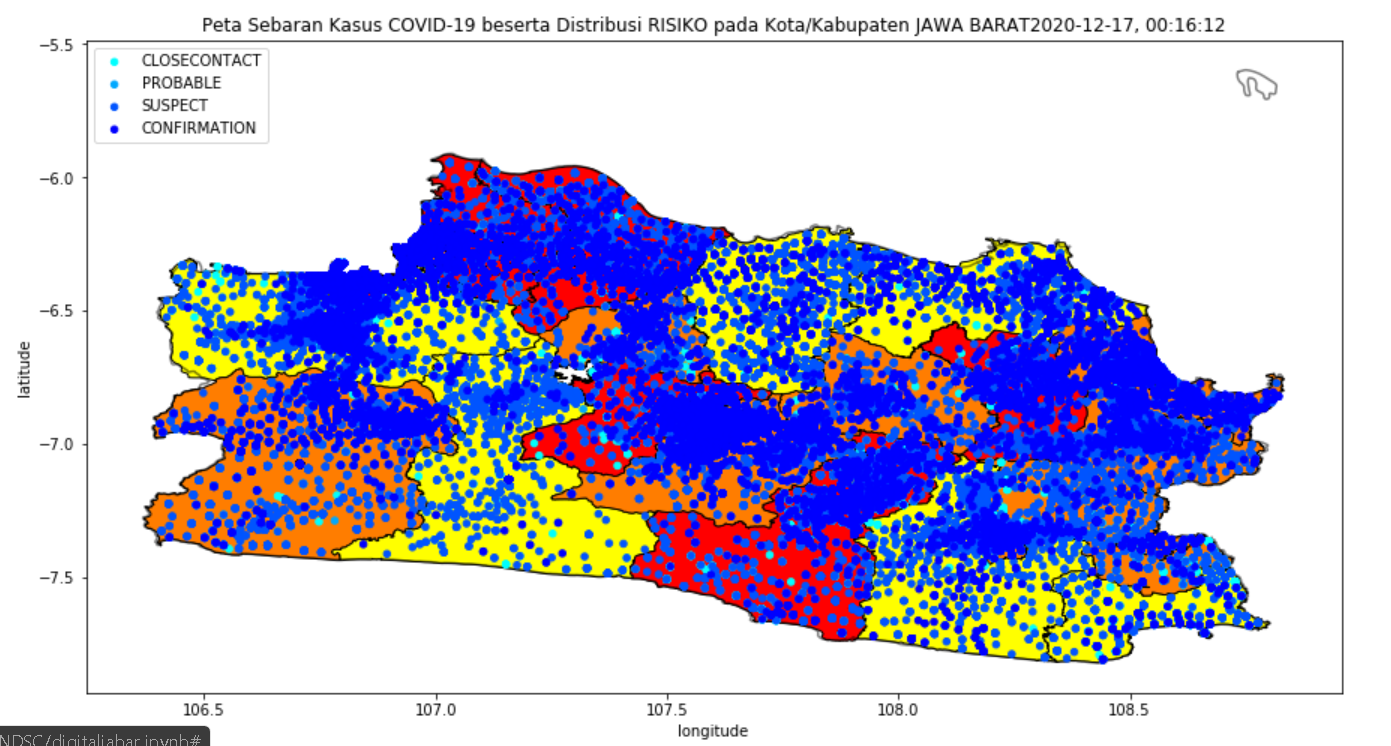 Peta Sebaran Kasus COVID-19 beserta Distribusi RISIKO pada Kota/Kabupaten JAWA BARAT2020-12-17, 00:16:12
−5.5
CLOSECONTACT
PROBABLE
SUSPECT
CONFIRMATION
−6.0
−6.5
latitude
−7.0
−7.5
106.5 107.0 107.5 108.0 108.5
longitude
NDSC/digitaljabar.ipynb#